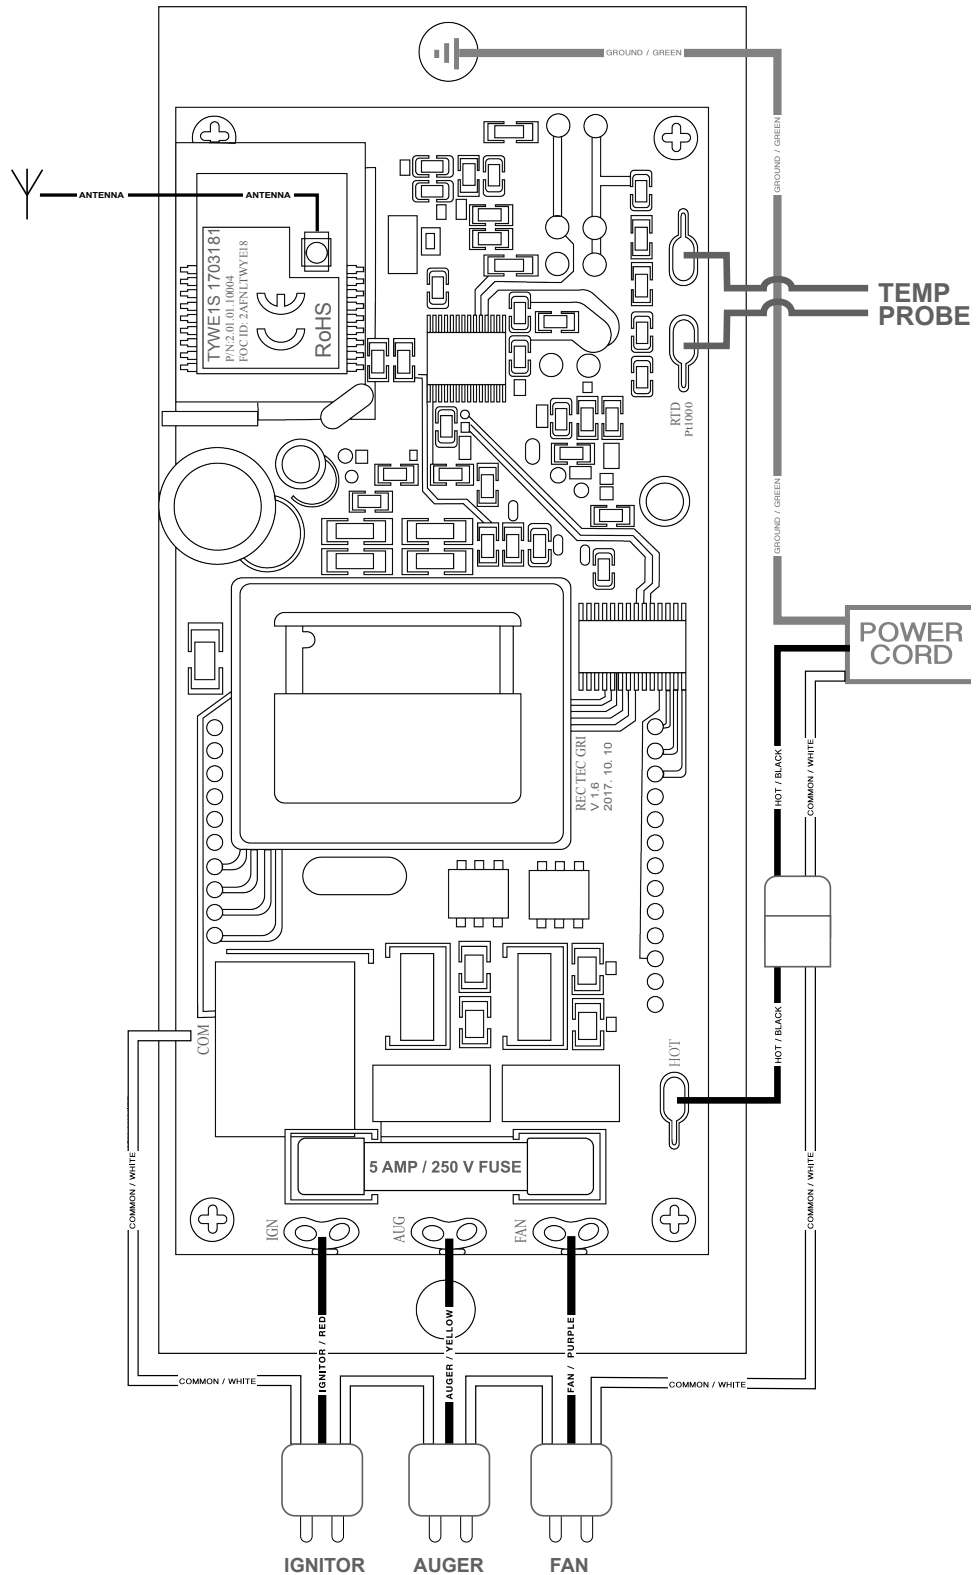 GROUND / GREEN
GROUND / GREEN
ANTENNA
ANTENNA
TYWE1S 1703181
P/N:2.01.01.10004
FOC ID: 2AFNLTWYE18
CE
CE
RoHS
TEMP
PROBE
RTD
Pt1000
GROUND / GREEN
POWER
CORD
REC TEC GRI
V 1.6
2017. 10. 10
HOT / BLACK
COMMON / WHITE
HOT / BLACK
COM
HOT
COMMON / WHITE
COMMON / WHITE
5 AMP / 250 V FUSE
IGN
AUG
FAN
IGNITOR / RED
AUGER / YELLOW
FAN / PURPLE
COMMON / WHITE
COMMON / WHITE
IGNITOR
AUGER
FAN